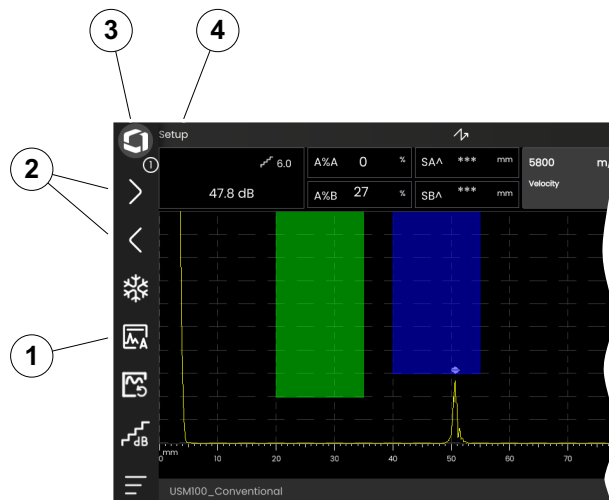 3 4
Setup
1
2
6.0 A%A 0 % SA^ *** mm 5800 m/
47.8 dB A%B 27 % SB^ *** mm Velocity
1
A
dB
0 mm 10 20 30 40 50 60 70
USM100_Conventional